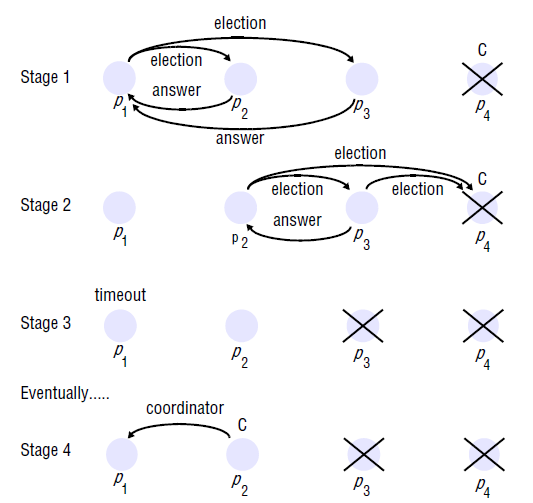 election
C
election
Stage 1
answer
p1
p2
p3
p4
answer
election
C
election
election
Stage 2
answer
p1
p2
p3
p4
timeout
Stage 3
p1
p2
p3
p4
Eventually.....
coordinator
C
Stage 4
p1
p2
p3
p4